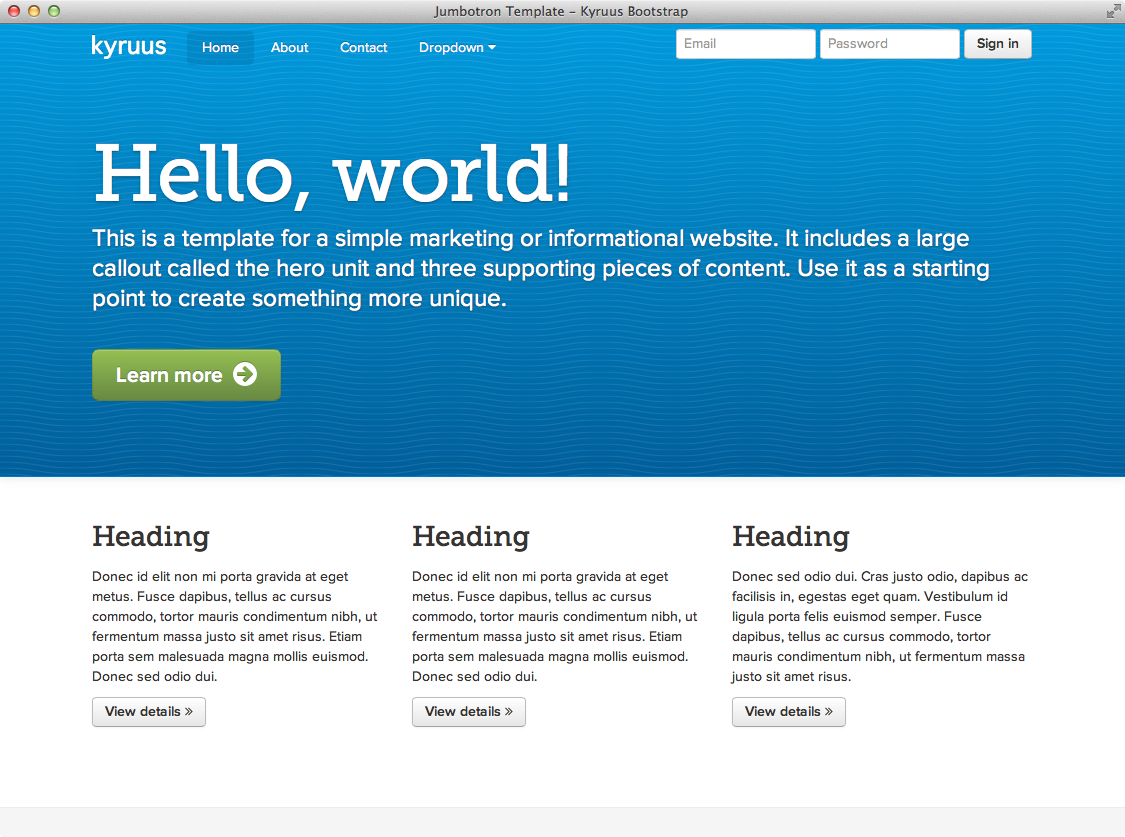 Jumbotron Template – Kyruus Bootstrap
kyruus Home About Contact Dropdown Email Password Sign in
Hello, world!
This is a template for a simple marketing or informational website. It includes a large
callout called the hero unit and three supporting pieces of content. Use it as a starting
point to create something more unique.
Learn more
Heading
Donec id elit non mi porta gravida at eget
metus. Fusce dapibus, tellus ac cursus
commodo, tortor mauris condimentum nibh, ut
fermentum massa justo sit amet risus. Etiam
porta sem malesuada magna mollis euismod.
Donec sed odio dui.
View details »
Heading
Donec id elit non mi porta gravida at eget
metus. Fusce dapibus, tellus ac cursus
commodo, tortor mauris condimentum nibh, ut
fermentum massa justo sit amet risus. Etiam
porta sem malesuada magna mollis euismod.
Donec sed odio dui.
View details »
Heading
Donec sed odio dui. Cras justo odio, dapibus ac
facilisis in, egestas eget quam. Vestibulum id
ligula porta felis euismod semper. Fusce
dapibus, tellus ac cursus commodo, tortor
mauris condimentum nibh, ut fermentum massa
justo sit amet risus.
View details »